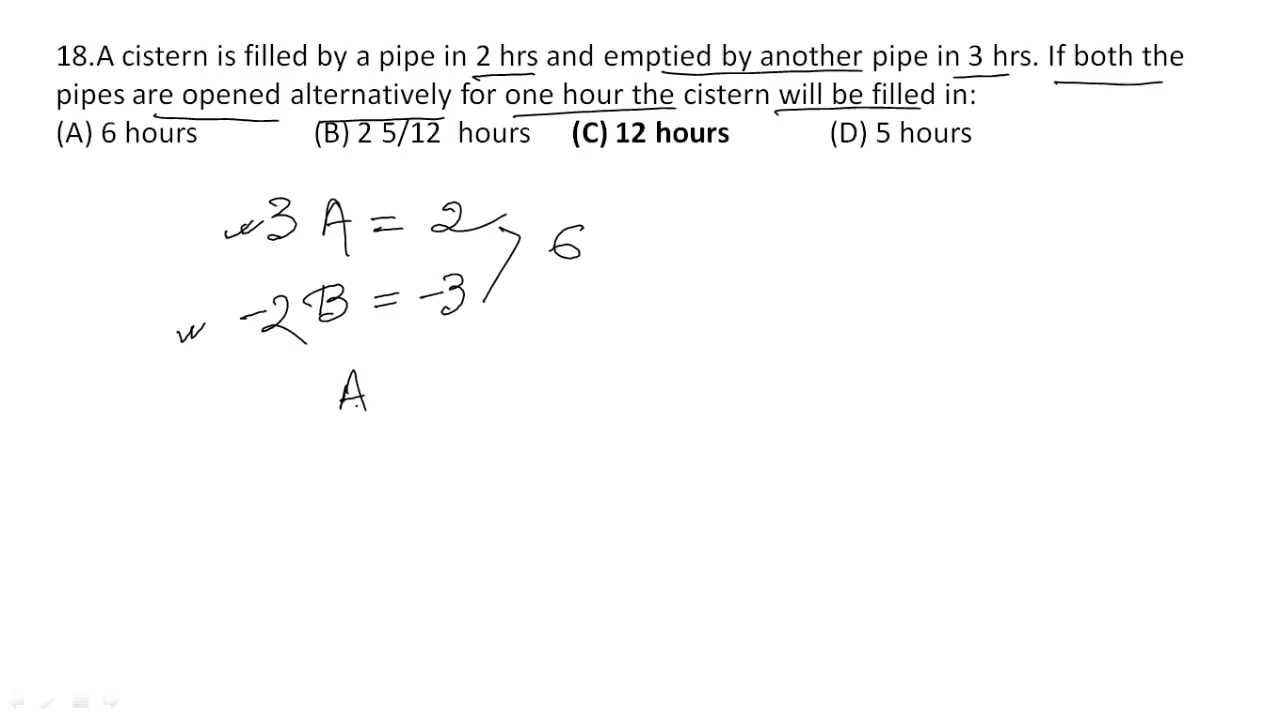 18.A cistern is filled by a pipe in 2 hrs and emptied by another pipe in 3 hrs. If both the
pipes are opened alternatively for one hour the cistern will be filled in:
(A) 6 hours (B) 2 5/12 hours (C) 12 hours (D) 5 hours
3 A = 2
6
-2 B = -3
A